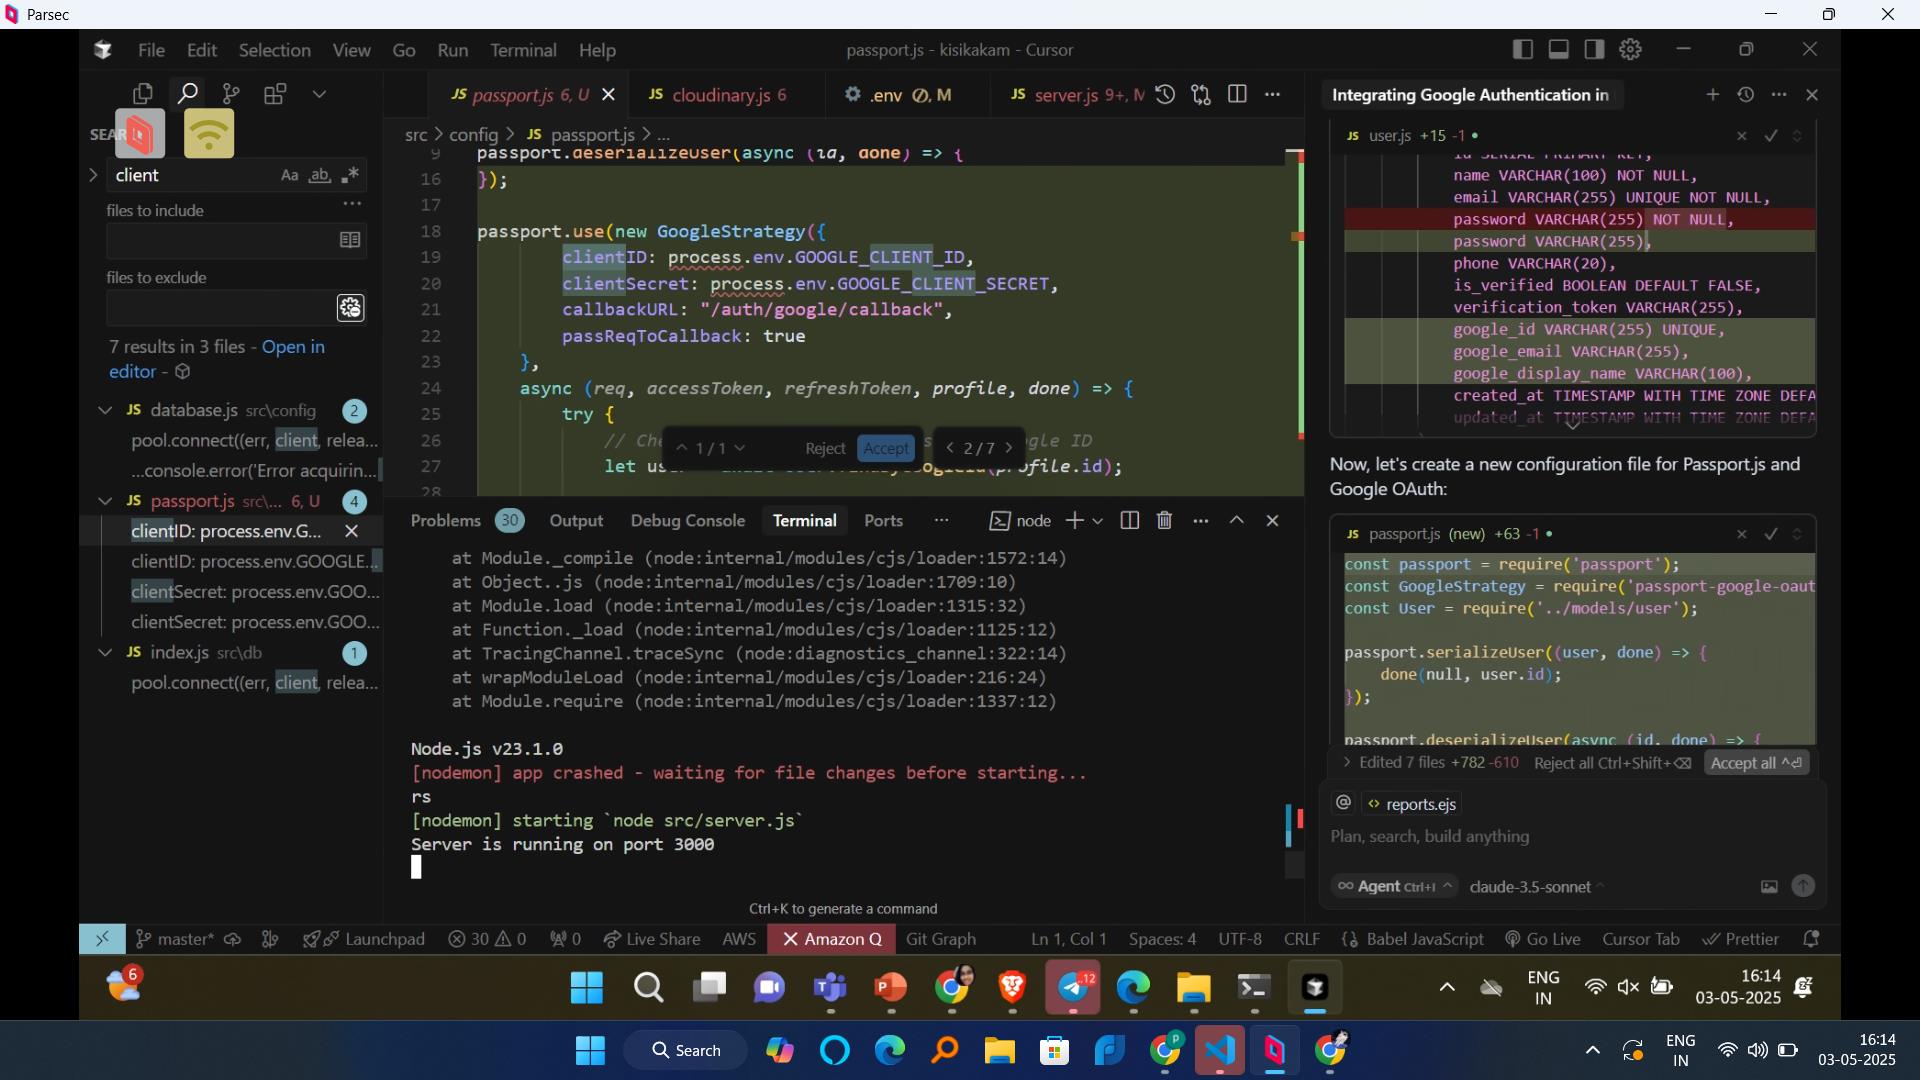 Parsec
File Edit Selection View Go Run Terminal Help
passport.js - kisikakam - Cursor
JS passport.js 6, U
JS cloudinary.js 6
.env M
JS server.js 9+, M
Integrating Google Authentication in
src > config > JS passport.js > ...
SEAR
client
Aa ab
files to include
files to exclude
7 results in 3 files - Open in
editor -
JS database.js src\config 2
pool.connect((err, client, relea...
...console.error('Error acquirin...
JS passport.js src\... 6, U 4
clientID: process.env.G...
clientID: process.env.GOOGLE...
clientSecret: process.env.GOO...
clientSecret: process.env.GOO...
JS index.js src\db 1
pool.connect((err, client, relea...
9 passport.deserializeUser(async (id, done) => {
16 });
17
18 passport.use(new GoogleStrategy({
19 clientID: process.env.GOOGLE_CLIENT_ID,
20 clientSecret: process.env.GOOGLE_CLIENT_SECRET,
21 callbackURL: "/auth/google/callback",
22 passReqToCallback: true
23 },
24 async (req, accessToken, refreshToken, profile, done) => {
25 try {
26 // Che
gle ID
27 let use
(profile.id);
28
1 / 1 Reject Accept
2 / 7
Problems 30 Output Debug Console Terminal Ports ... node
at Module._compile (node:internal/modules/cjs/loader:1572:14)
at Object..js (node:internal/modules/cjs/loader:1709:10)
at Module.load (node:internal/modules/cjs/loader:1315:32)
at Function._load (node:internal/modules/cjs/loader:1125:12)
at TracingChannel.traceSync (node:diagnostics_channel:322:14)
at wrapModuleLoad (node:internal/modules/cjs/loader:216:24)
at Module.require (node:internal/modules/cjs/loader:1337:12)
Node.js v23.1.0
[nodemon] app crashed - waiting for file changes before starting...
rs
[nodemon] starting `node src/server.js`
Server is running on port 3000
Ctrl+K to generate a command
JS user.js +15 -1
id SERIAL PRIMARY KEY,
name VARCHAR(100) NOT NULL,
email VARCHAR(255) UNIQUE NOT NULL,
password VARCHAR(255) NOT NULL,
password VARCHAR(255),
phone VARCHAR(20),
is_verified BOOLEAN DEFAULT FALSE,
verification_token VARCHAR(255),
google_id VARCHAR(255) UNIQUE,
google_email VARCHAR(255),
google_display_name VARCHAR(100),
created_at TIMESTAMP WITH TIME ZONE DEFA
updated_at TIMESTAMP WITH TIME ZONE DEFA
Now, let's create a new configuration file for Passport.js and
Google OAuth:
JS passport.js (new) +63 -1
const passport = require('passport');
const GoogleStrategy = require('passport-google-oaut
const User = require('../models/user');
passport.serializeUser((user, done) => {
done(null, user.id);
});
passport.deserializeUser(async (id, done) => {
> Edited 7 files +782 -610 Reject all Ctrl+Shift+ Accept all
@ reports.ejs
Plan, search, build anything
Agent Ctrl+I claude-3.5-sonnet
master* Launchpad 30 0 0 Live Share AWS Amazon Q Git Graph Ln 1, Col 1 Spaces: 4 UTF-8 CRLF {} Babel JavaScript Go Live Cursor Tab Prettier
6
12
ENG
IN
16:14
03-05-2025
Search
P
ENG
IN
16:14
03-05-2025